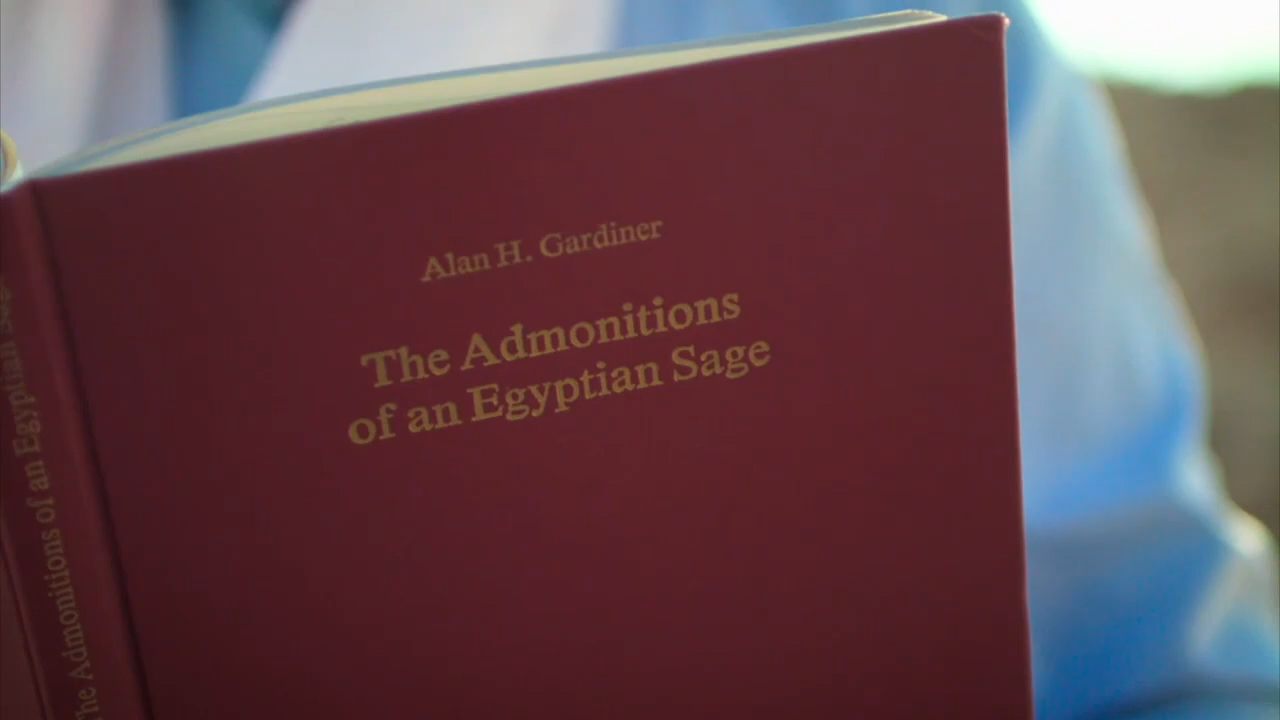 Alan H. Gardiner
The Admonitions
of an Egyptian Sage
The Admonitions of an Egyptian Sage